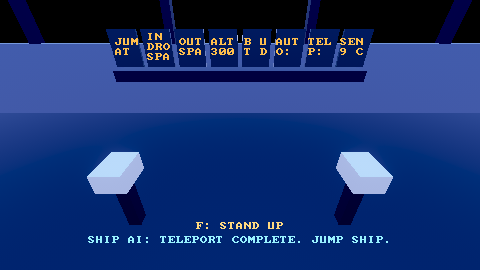 JUM
AT
IN
DRO
SPA
OUT
SPA
ALT
300
B U
T D
AUT
O:
TEL
P:
SEN
9 C
F: STAND UP
SHIP AI: TELEPORT COMPLETE. JUMP SHIP.